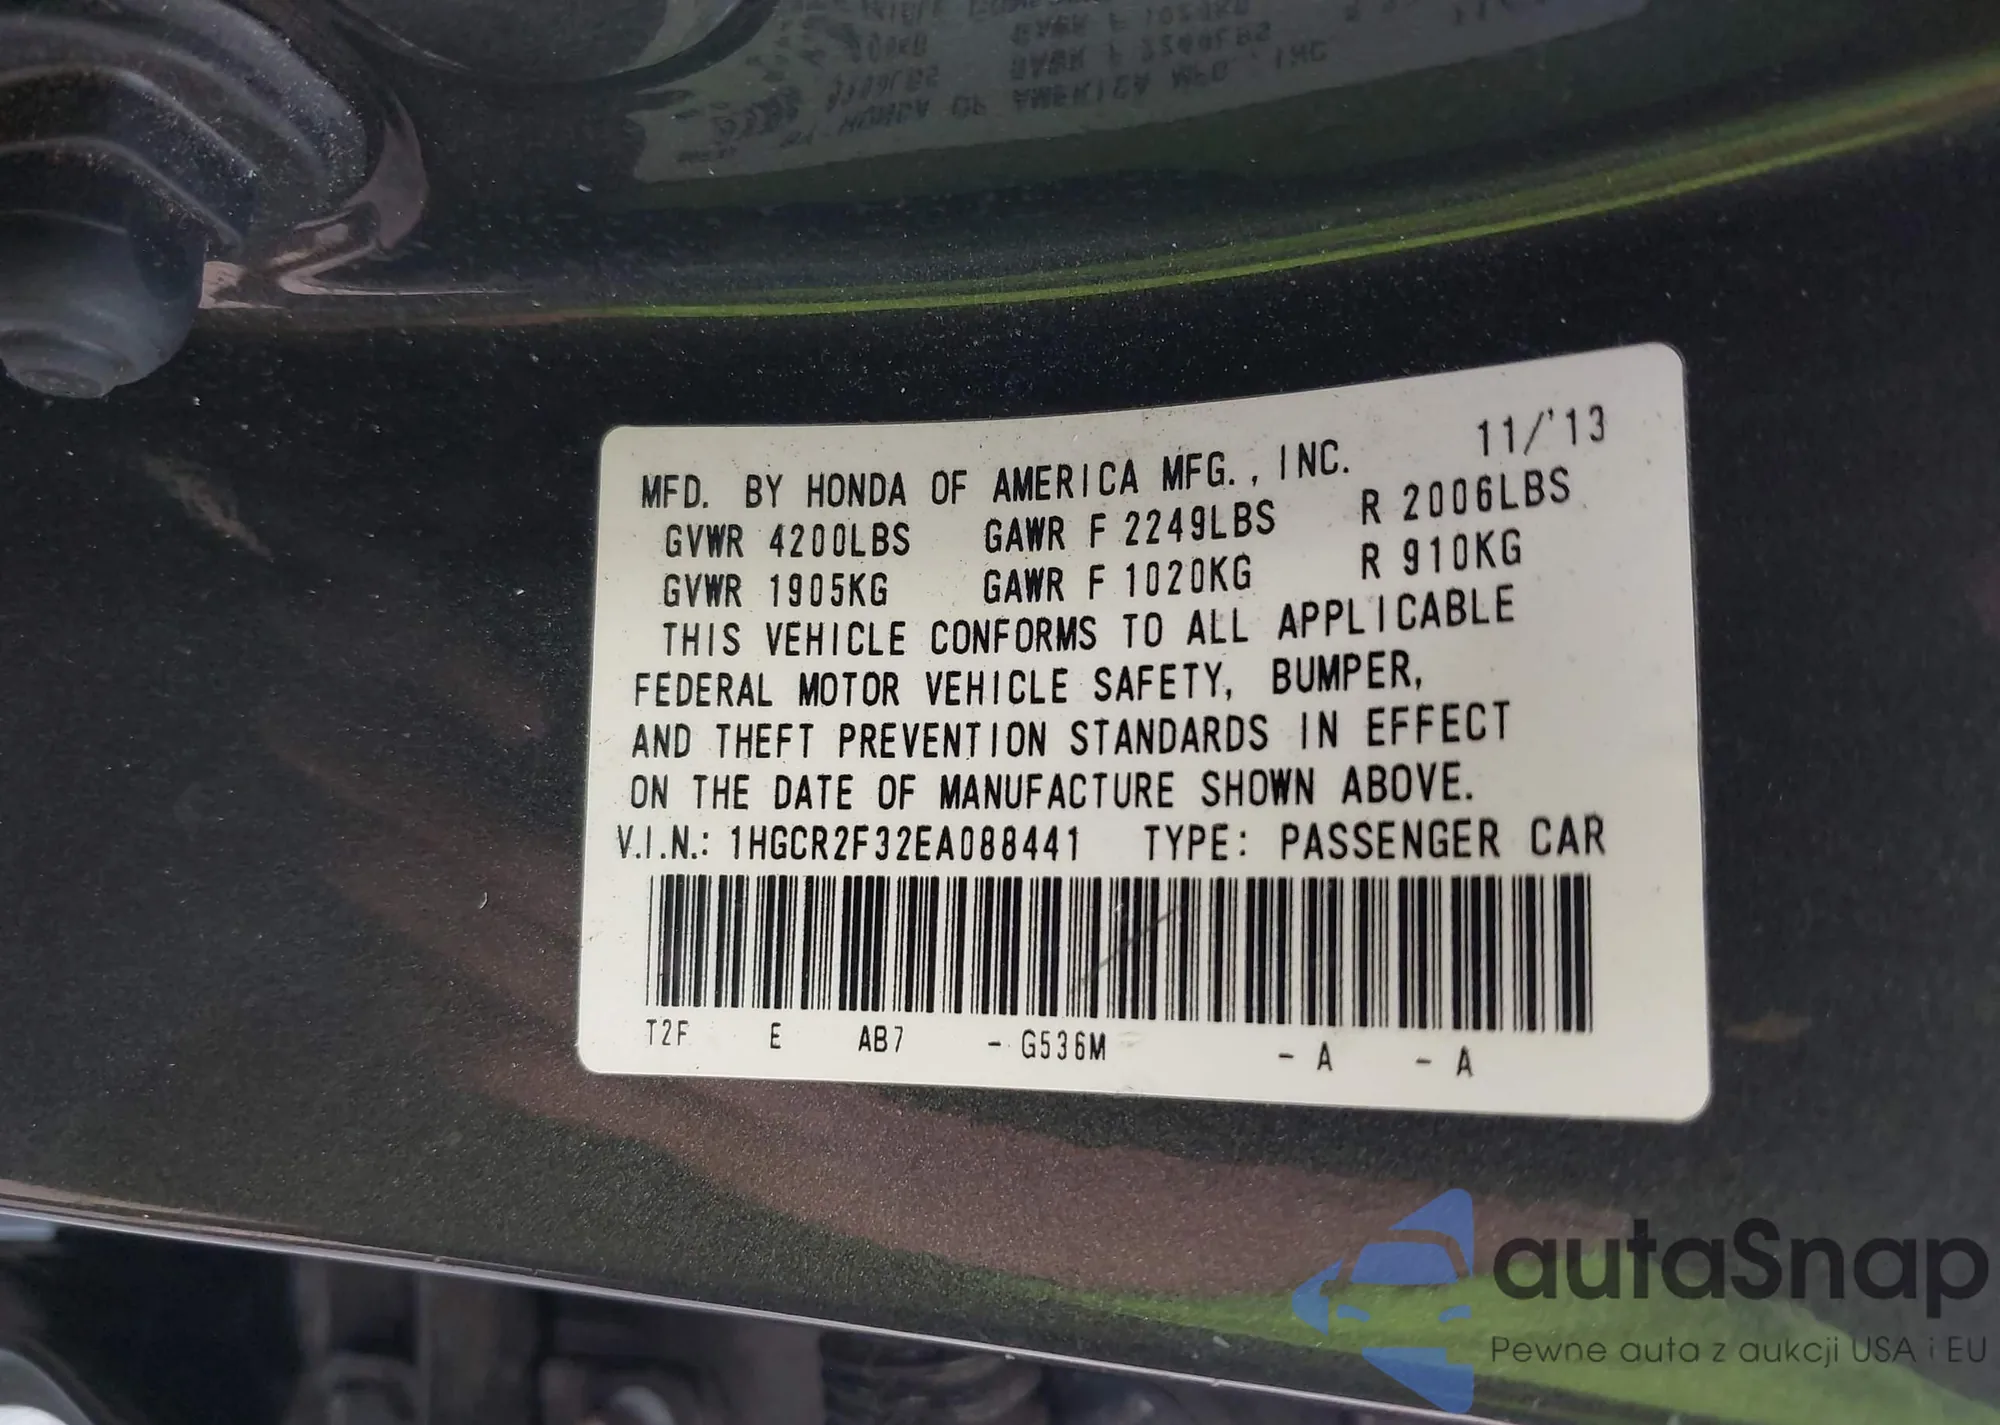 MFD. BY HONDA OF AMERICA MFG., INC. 11/'13
GVWR 4200LBS GAWR F 2249LBS R 2006LBS
GVWR 1905KG GAWR F 1020KG R 910KG
THIS VEHICLE CONFORMS TO ALL APPLICABLE
FEDERAL MOTOR VEHICLE SAFETY, BUMPER,
AND THEFT PREVENTION STANDARDS IN EFFECT
ON THE DATE OF MANUFACTURE SHOWN ABOVE.
V.I.N.: 1HGCR2F32EA088441 TYPE: PASSENGER CAR
T2F E AB7 - G536M - A - A
autaSnap
Pewne auta z aukcji USA i EU